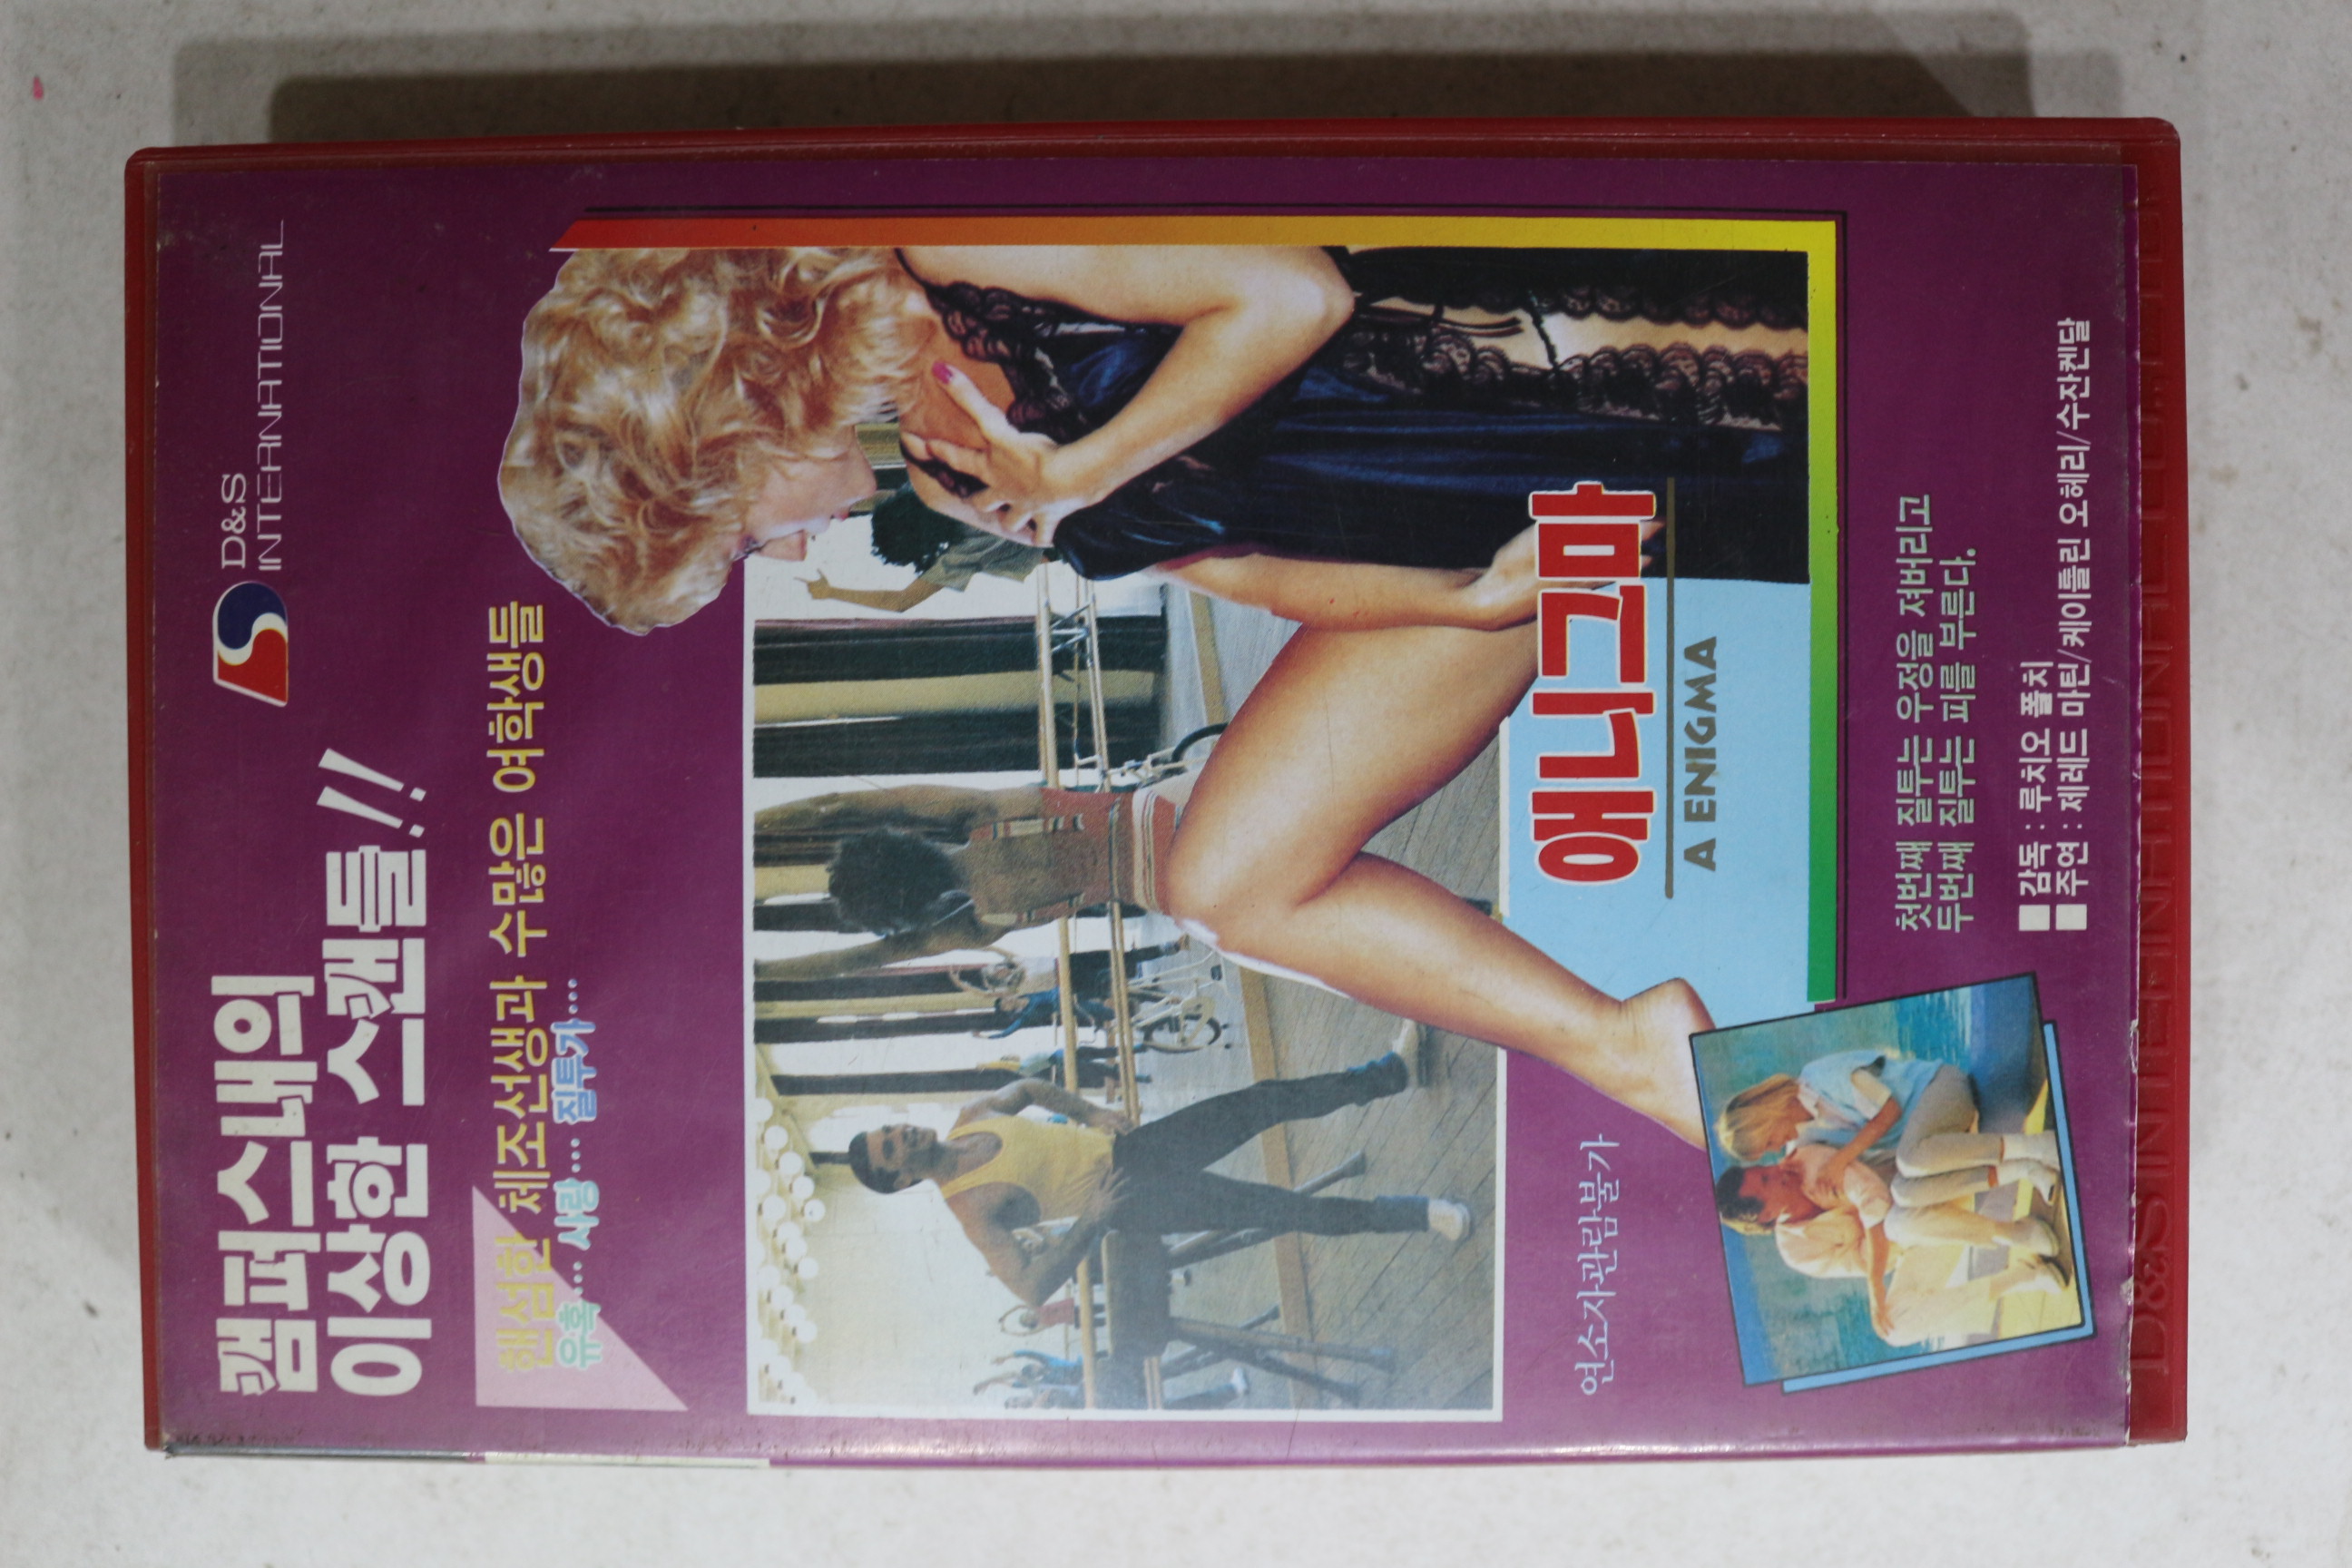 D&S
INTERNATIONAL
캠퍼스내의
이상한 스캔들!!
핸섬한 체조선생과 수많은 여학생들
유혹… 사랑… 질투가…
애니그마
A ENIGMA
연소자관람불가
첫번째 질투는 우정을 져버리고
두번째 질투는 피를 부른다.
■감독 : 루치오 폴치
■주연 : 제레드 마틴/케이틀린 오헤리/수잔켄달
D&S INTERNATIONAL